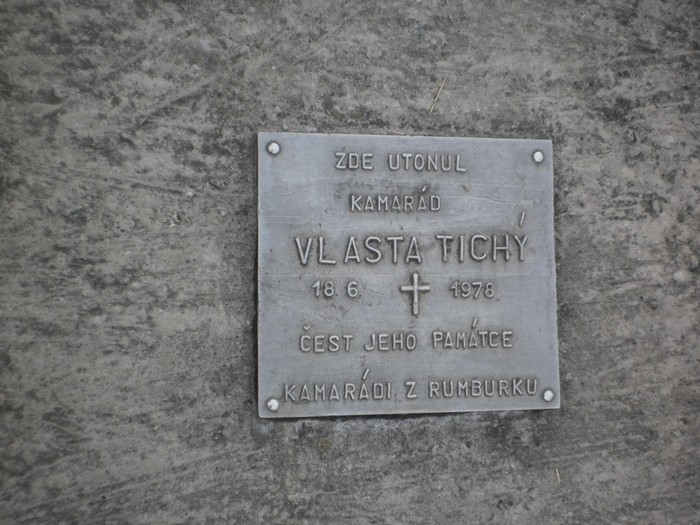 ZDE UTONUL
KAMARÁD
VLASTA TICHÝ
18.6. 1978
ČEST JEHO PAMÁTCE
KAMARÁDI Z RUMBURKU